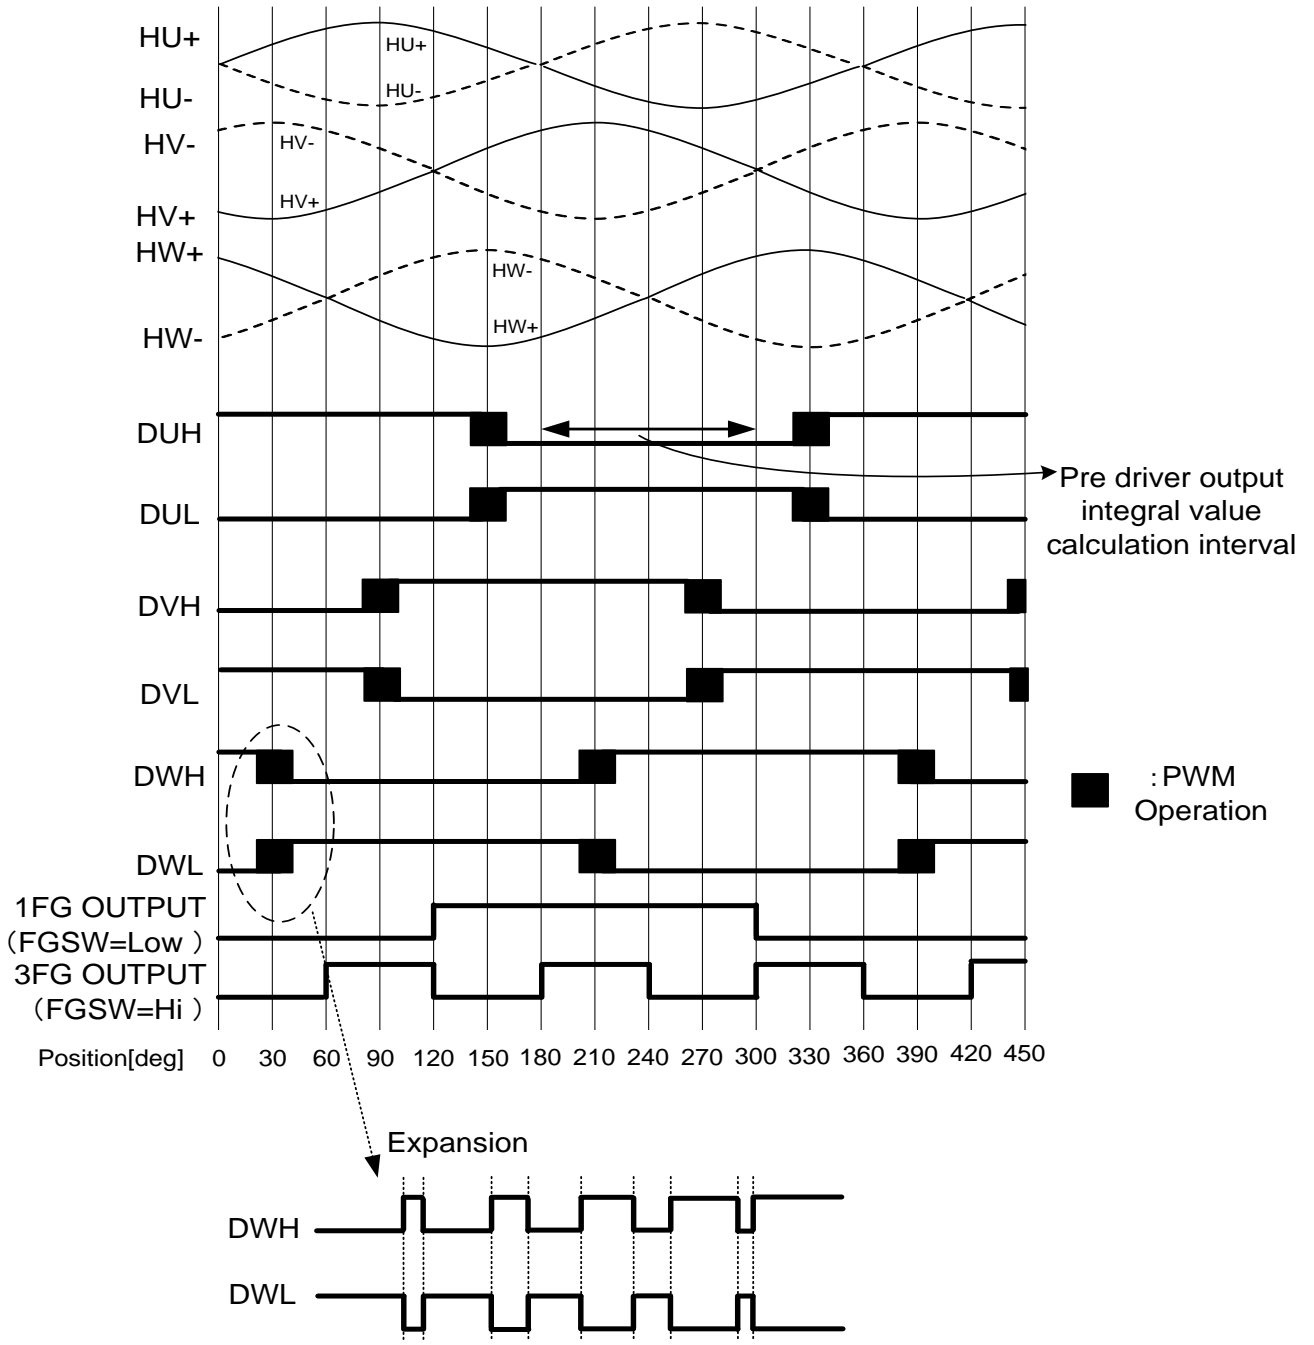 HU+
HU+
HU-
HU-
HV-
HV-
HV+
HV+
HW+
HW-
HW+
HW-
DUH
Pre driver output
integral value
calculation interval
DUL
DVH
DVL
DWH
:PWM
Operation
DWL
1FG OUTPUT
(FGSW=Low )
3FG OUTPUT
(FGSW=Hi )
Position[deg] 0 30 60 90 120 150 180 210 240 270 300 330 360 390 420 450
Expansion
DWH
DWL